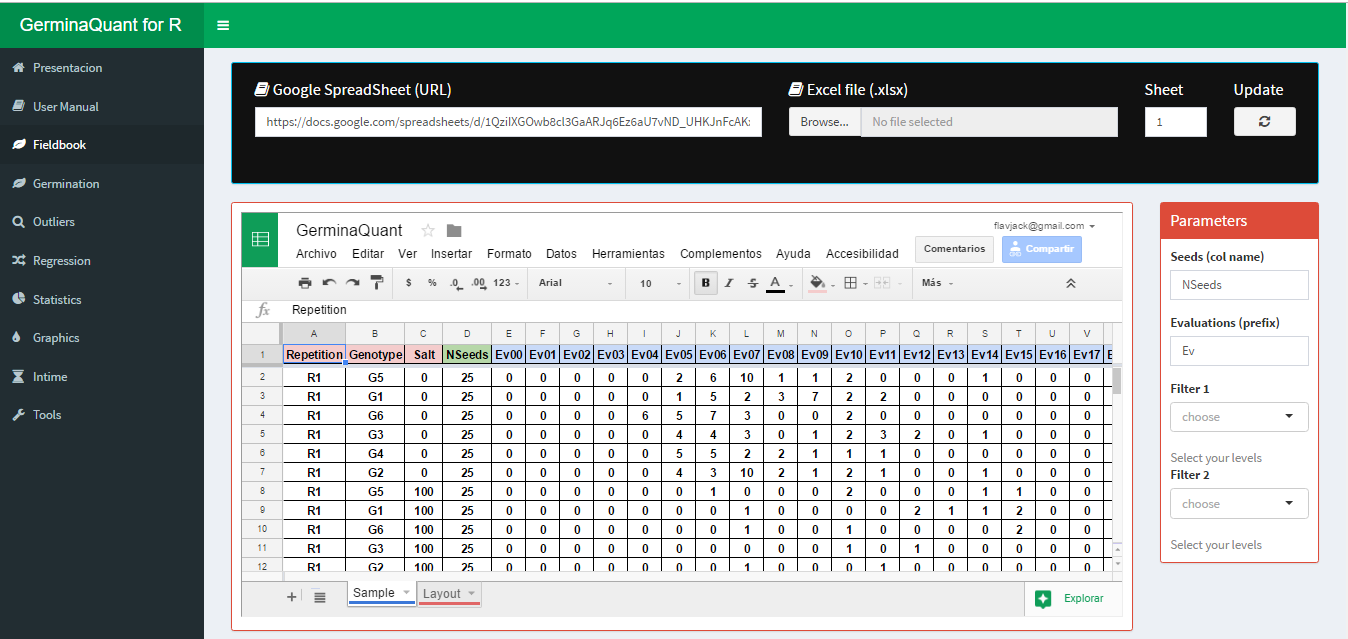 GerminaQuant for R
Presentacion
User Manual
Fieldbook
Germination
Outliers
Regression
Statistics
Graphics
Intime
Tools
Google SpreadSheet (URL)
Excel file (.xlsx)
Sheet
Update
Browse...
No file selected
1
GerminaQuant
flavjack@gmail.com
Archivo Editar Ver Insertar Formato Datos Herramientas Complementos Ayuda Accesibilidad
Comentarios
Compartir
$ % .0 .00 123 Arial 10 B I S A Más
fx Repetition
A B C D E F G H I J K L M N O P Q R S T U V
1 Repetition Genotype Salt NSeeds Ev00 Ev01 Ev02 Ev03 Ev04 Ev05 Ev06 Ev07 Ev08 Ev09 Ev10 Ev11 Ev12 Ev13 Ev14 Ev15 Ev16 Ev17 E
2 R1 G5 0 25 0 0 0 0 0 2 6 10 1 1 2 0 0 0 1 0 0 0
3 R1 G1 0 25 0 0 0 0 0 1 5 2 3 7 2 2 0 0 0 0 0 0
4 R1 G6 0 25 0 0 0 0 6 5 7 3 0 0 2 0 0 0 0 0 0 0
5 R1 G3 0 25 0 0 0 0 0 4 4 3 0 1 2 3 2 0 1 0 0 0
6 R1 G4 0 25 0 0 0 0 0 5 5 2 2 1 1 1 0 0 0 0 0 0
7 R1 G2 0 25 0 0 0 0 0 4 3 10 2 1 2 1 0 0 1 0 0 0
8 R1 G5 100 25 0 0 0 0 0 0 1 0 0 0 2 0 0 0 1 1 0 0
9 R1 G1 100 25 0 0 0 0 0 0 0 1 0 0 0 0 2 1 1 2 0 0
10 R1 G6 100 25 0 0 0 0 0 0 0 1 0 0 1 0 0 0 0 2 0 0
11 R1 G3 100 25 0 0 0 0 0 0 0 0 0 0 1 0 1 0 0 0 0 0
12 R1 G2 100 25 0 0 0 0 0 0 0 1 0 0 0 1 0 0 0 0 0 0
+ Sample Layout
Explorar
Parameters
Seeds (col name)
NSeeds
Evaluations (prefix)
Ev
Filter 1
choose
Select your levels
Filter 2
choose
Select your levels